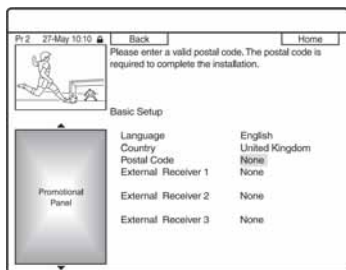 Pr 2 27-May 10:10 Back Home
Please enter a valid postal code. The postal code is
required to complete the installation.
Basic Setup
Language English
Country United Kingdom
Postal Code None
External Receiver 1 None
Promotional
Panel
External Receiver 2 None
External Receiver 3 None